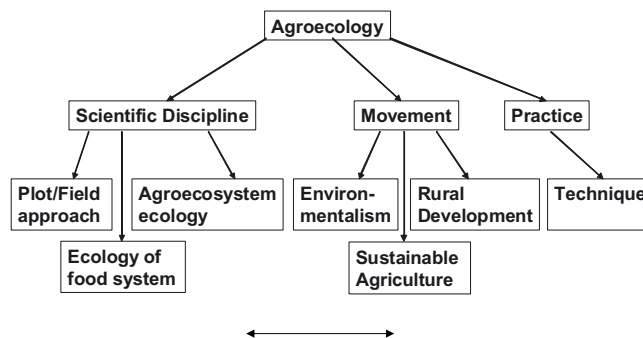 Agroecology
Scientific Discipline
Movement
Practice
Plot/Field
approach
Agroecosystem
ecology
Environ-
mentalism
Rural
Development
Technique
Ecology of
food system
Sustainable
Agriculture